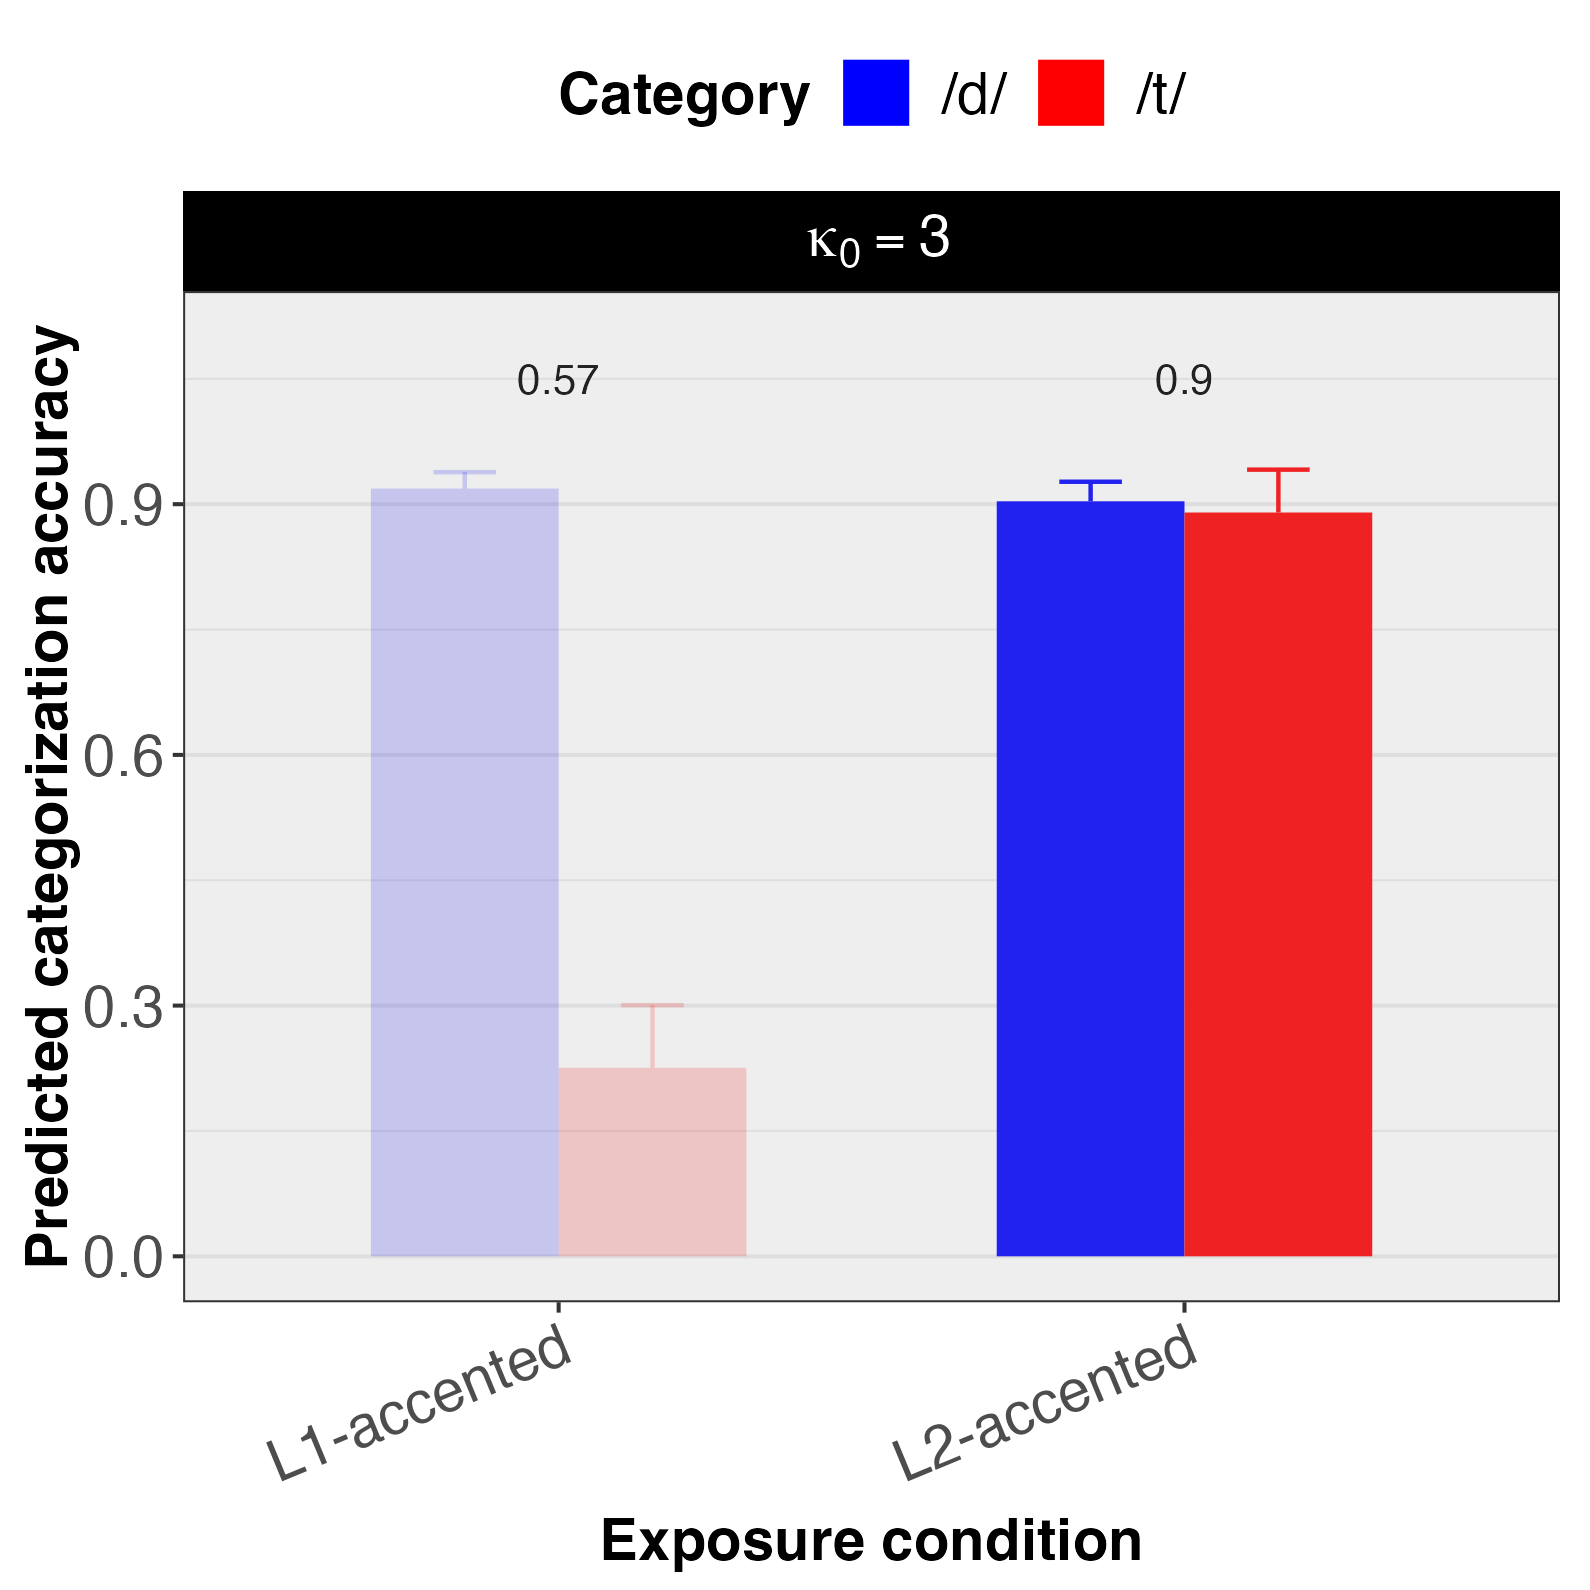 Category /d/ /t/
κ0 = 3
0.57 0.9
Predicted categorization accuracy
0.9
0.6
0.3
0.0
L1-accented L2-accented
Exposure condition